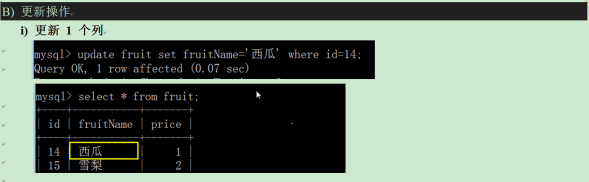 B) 更新操作
i) 更新 1 个列
mysql> update fruit set fruitName='西瓜' where id=14;
Query OK, 1 row affected (0.07 sec)
mysql> select * from fruit;
+----+-----------+-------+
| id | fruitName | price |
+----+-----------+-------+
| 14 | 西瓜 | 1 |
| 15 | 雪梨 | 2 |